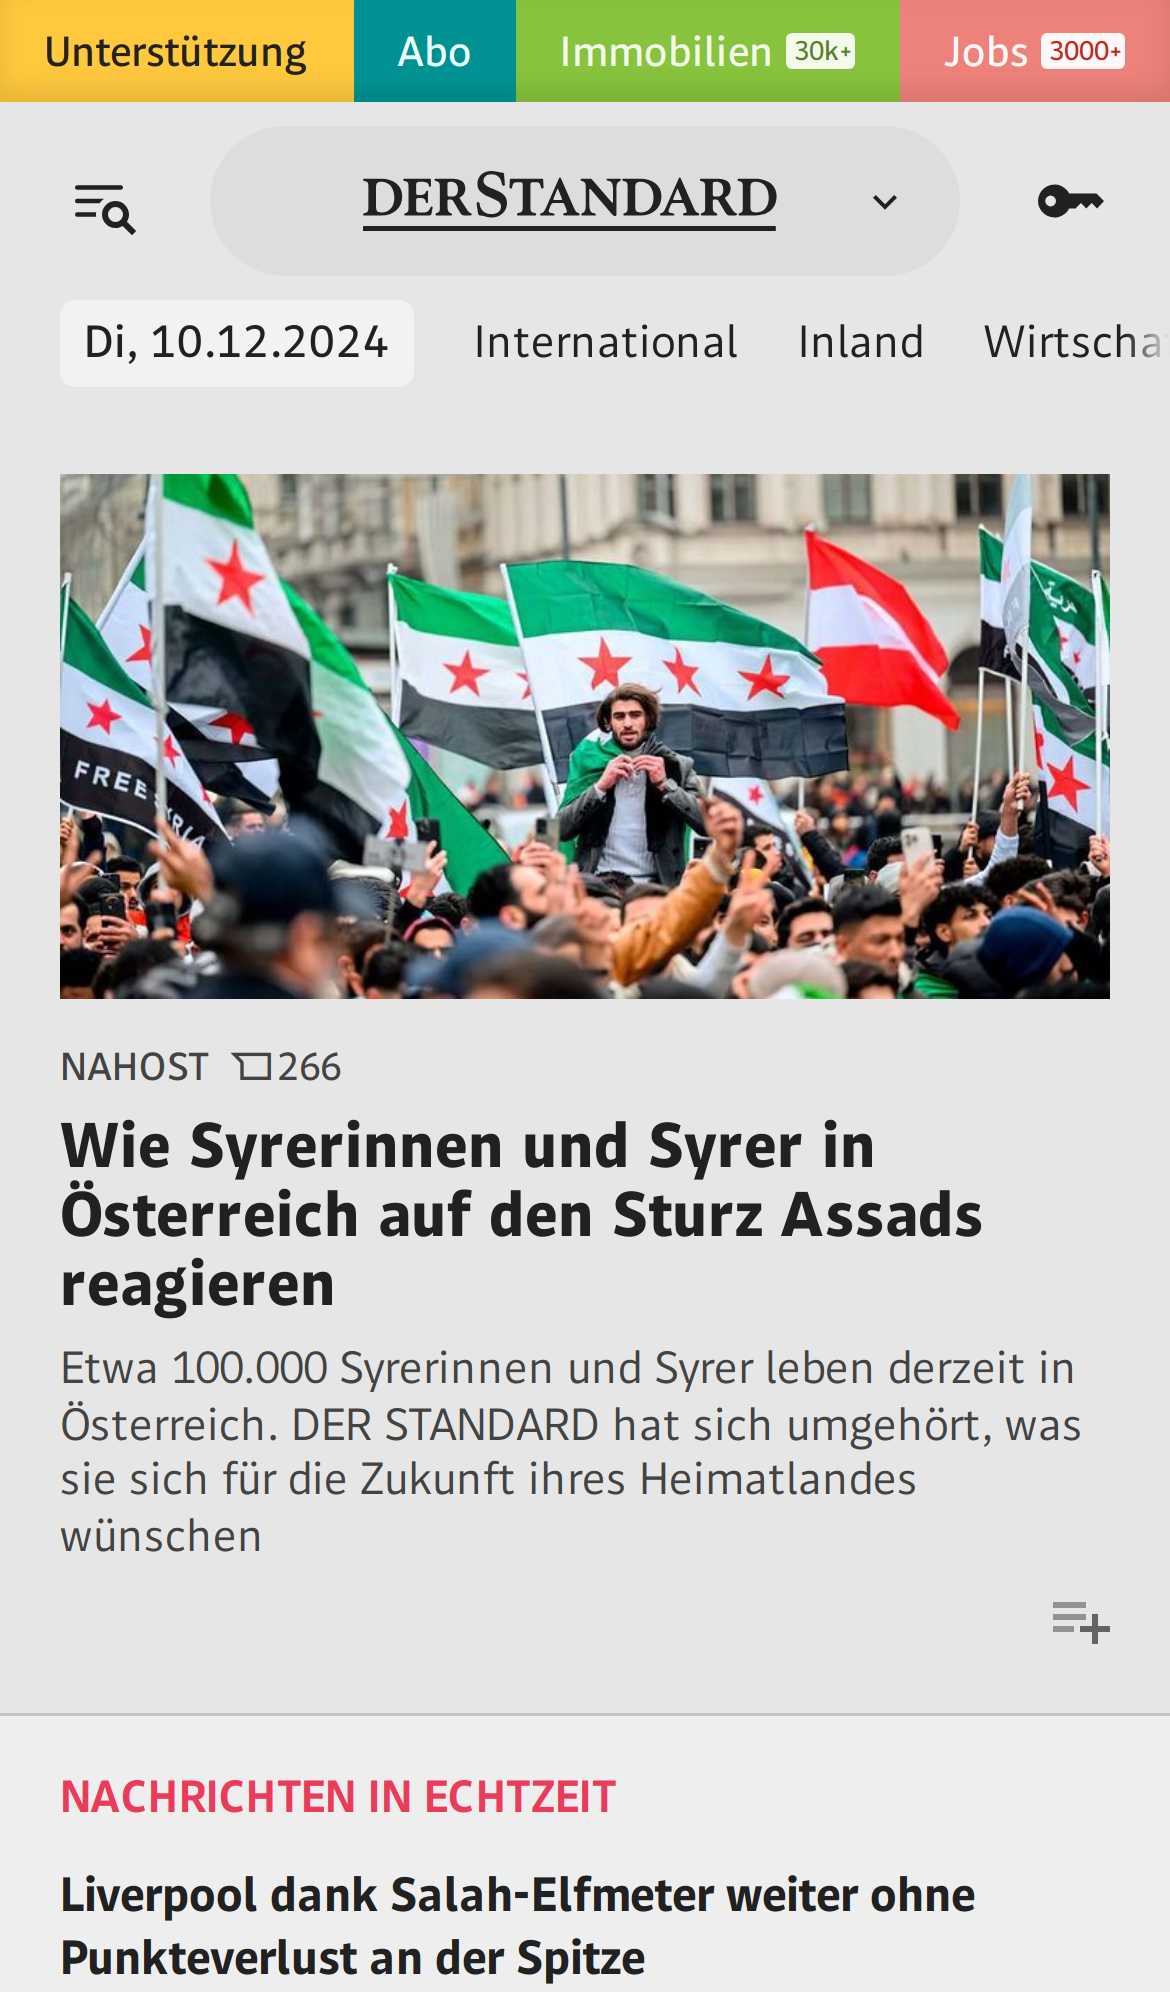 Unterstützung
Abo
Immobilien 30k+
Jobs 3000+
DERSTANDARD
Di, 10.12.2024
International
Inland
FREE
NAHOST 266
Wie Syrerinnen und Syrer in
Österreich auf den Sturz Assads
reagieren
Etwa 100.000 Syrerinnen und Syrer leben derzeit in
Österreich. DER STANDARD hat sich umgehört, was
sie sich für die Zukunft ihres Heimatlandes
wünschen
NACHRICHTEN IN ECHTZEIT
Liverpool dank Salah-Elfmeter weiter ohne
Punkteverlust an der Spitze